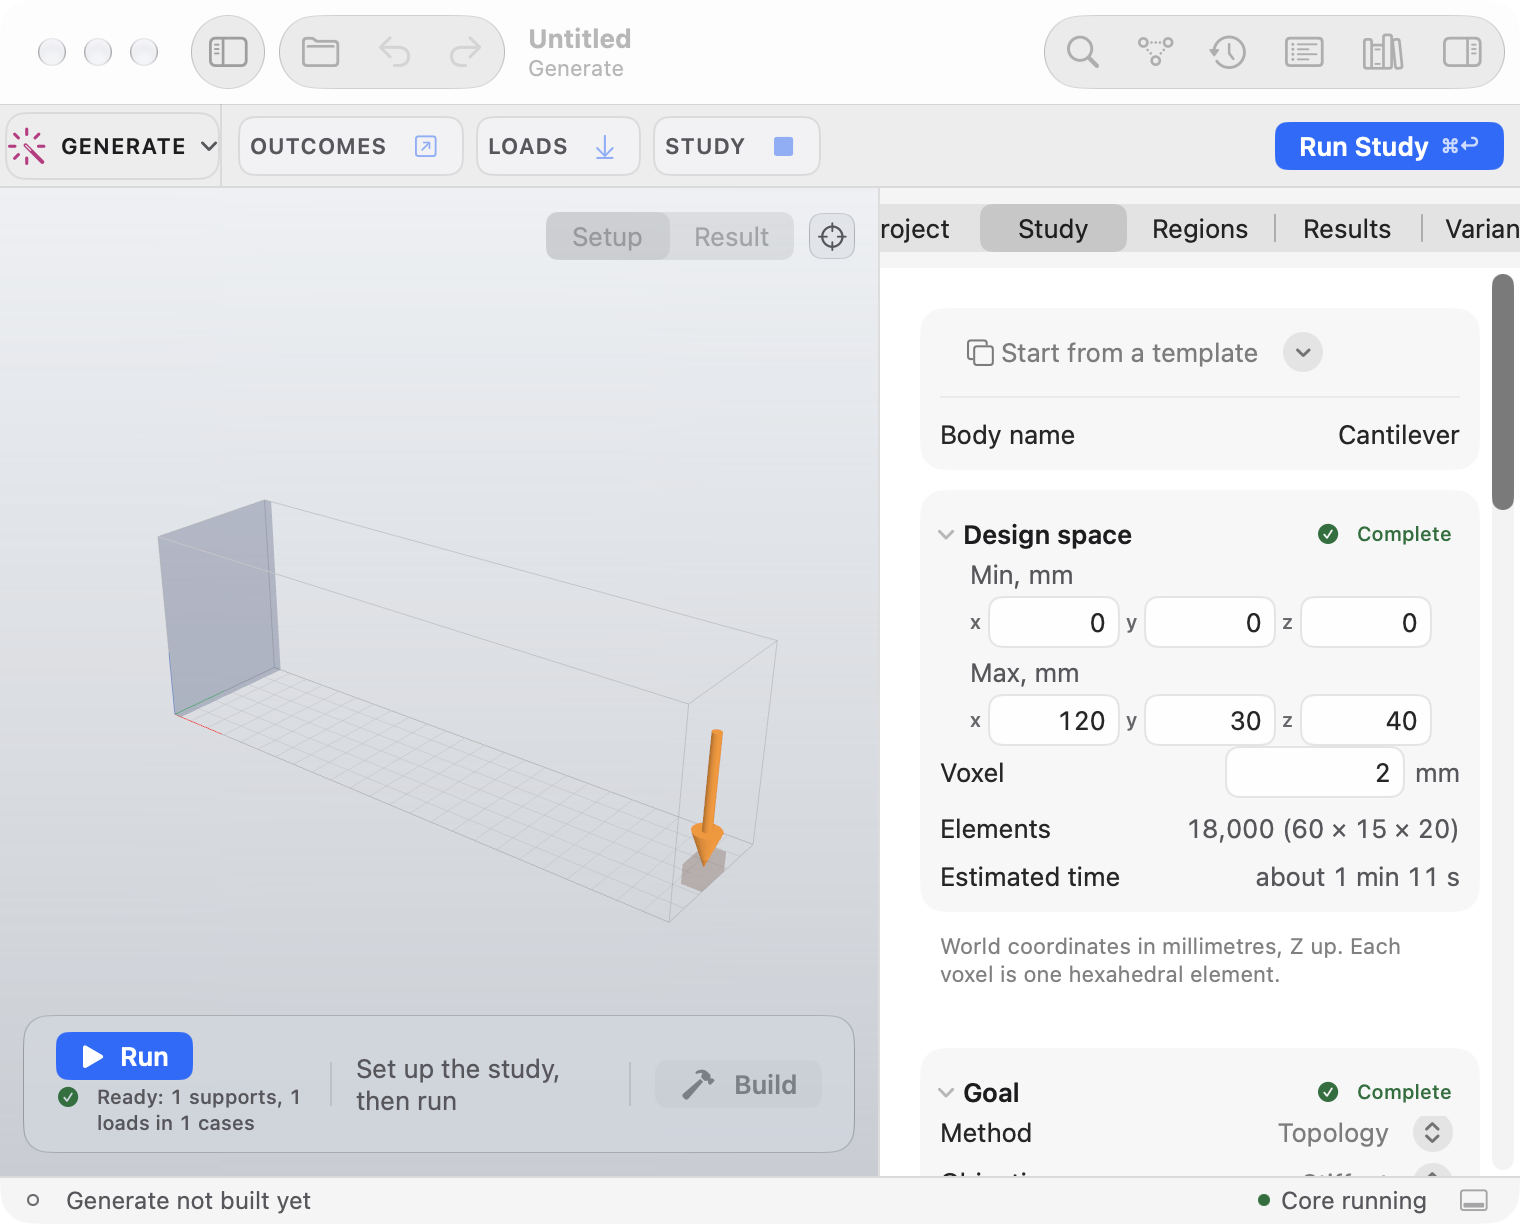 Untitled
Generate
GENERATE
OUTCOMES
LOADS
STUDY
Run Study ⌘↩
Setup
Result
roject
Study
Regions
Results
Varian
Start from a template
Body name
Cantilever
Design space
Complete
Min, mm
x 0 y 0 z 0
Max, mm
x 120 y 30 z 40
Voxel 2 mm
Elements 18,000 (60 × 15 × 20)
Estimated time about 1 min 11 s
World coordinates in millimetres, Z up. Each
voxel is one hexahedral element.
Goal
Complete
Method Topology
Run
Ready: 1 supports, 1
loads in 1 cases
Set up the study,
then run
Build
Generate not built yet
Core running